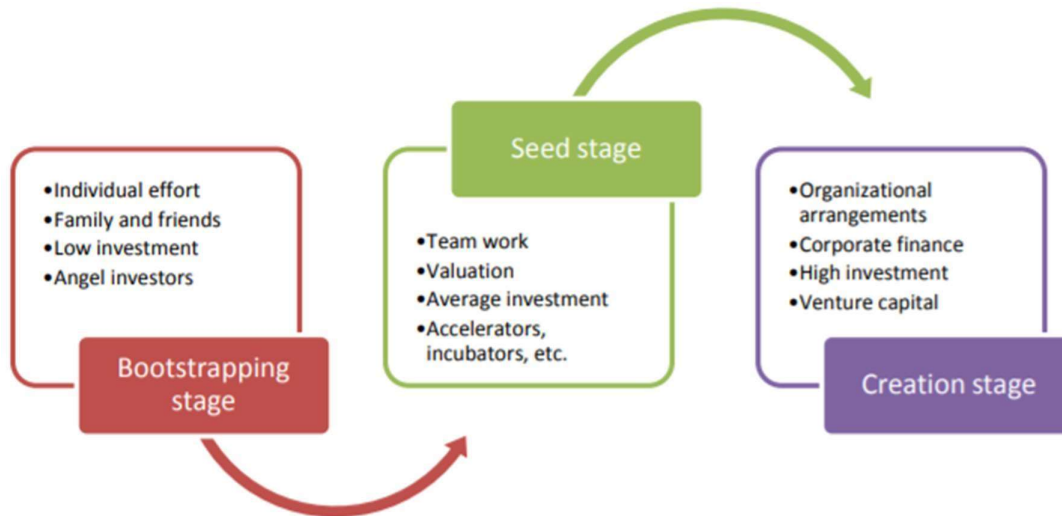 •Individual effort
•Family and friends
•Low investment
•Angel investors
Bootstrapping
stage
Seed stage
•Team work
•Valuation
•Average investment
•Accelerators,
incubators, etc.
•Organizational
arrangements
•Corporate finance
•High investment
•Venture capital
Creation stage